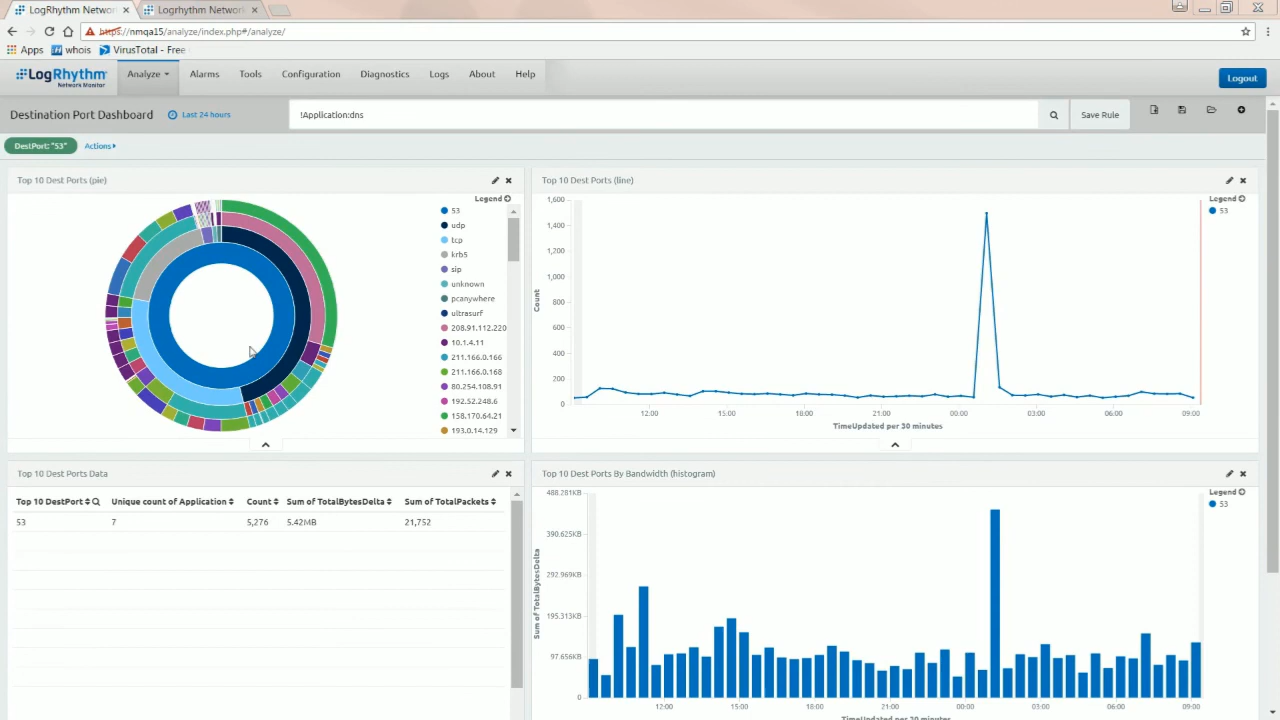 LogRhythm Network
Logrhythm Network
https://nmqa15/analyze/index.php#/analyze/
Apps
whois
VirusTotal - Free
LogRhythm
Network Monitor
Analyze
Alarms
Tools
Configuration
Diagnostics
Logs
About
Help
Logout
Destination Port Dashboard
Last 24 hours
!Application:dns
Save Rule
DestPort: "53"
Actions
Top 10 Dest Ports (pie)
Legend
53
udp
tcp
krb5
sip
unknown
pcanywhere
ultrasurf
208.91.112.220
10.1.4.11
211.166.0.166
211.166.0.168
80.254.108.91
192.52.248.6
158.170.64.21
193.0.14.129
Top 10 Dest Ports (line)
Legend
53
1,600
1,400
1,200
1,000
800
600
400
200
0
Count
12:00
15:00
18:00
21:00
00:00
03:00
06:00
09:00
TimeUpdated per 30 minutes
Top 10 Dest Ports Data
Top 10 DestPort Unique count of Application Count Sum of TotalBytesDelta Sum of TotalPackets
53 7 5,276 5.42MB 21,752
Top 10 Dest Ports By Bandwidth (histogram)
Legend
53
488.281KB
390.625KB
292.969KB
195.313KB
97.656KB
0
Sum of TotalBytesDelta
12:00
15:00
18:00
21:00
00:00
03:00
06:00
09:00
TimeUpdated per 30 minutes